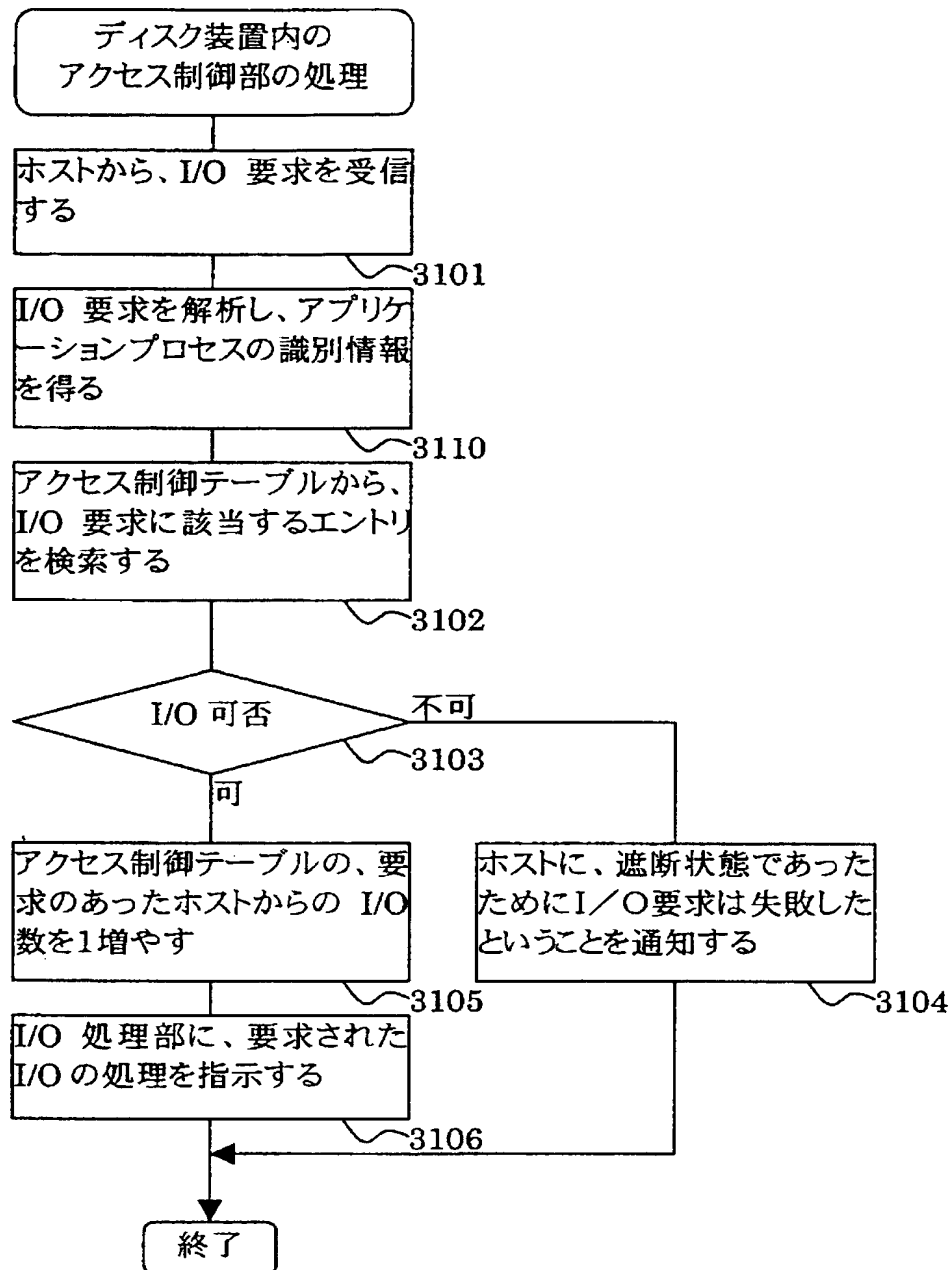 ディスク装置内の
アクセス制御部の処理
ホストから、I/O 要求を受信
する
3101
I/O 要求を解析し、アプリケ
ーションプロセスの識別情報
を得る
3110
アクセス制御テーブルから、
I/O 要求に該当するエントリ
を検索する
3102
I/O 可否
不可
3103
可
アクセス制御テーブルの、要
求のあったホストからの I/O
数を1増やす
3105
ホストに、遮断状態であった
ためにI／O要求は失敗した
ということを通知する
3104
I/O 処理部に、要求された
I/O の処理を指示する
3106
終了